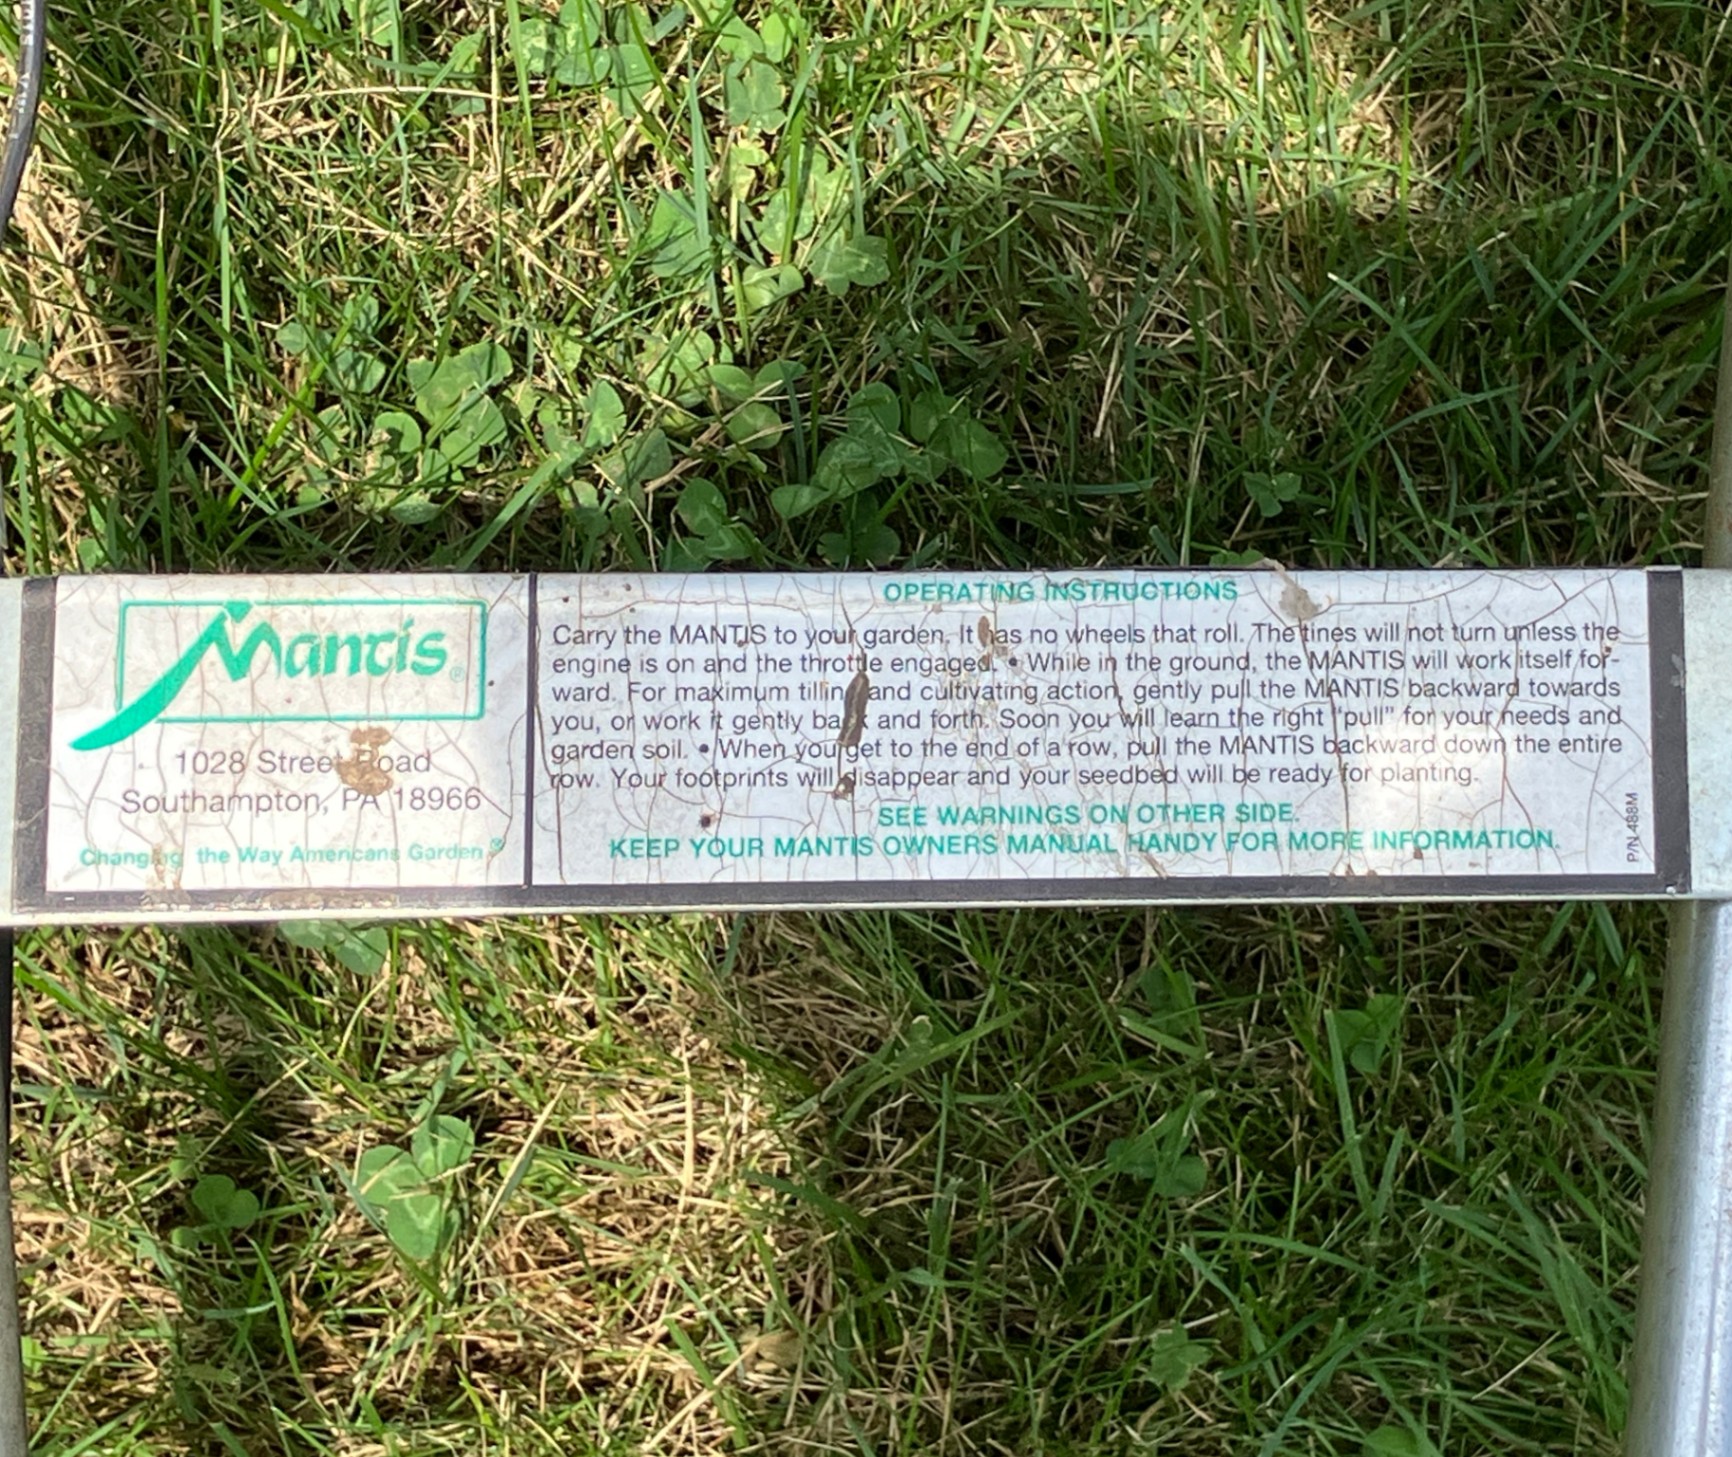 Mantis®
1028 Street Road
Southampton, PA 18966
Changing the Way Americans Garden®
OPERATING INSTRUCTIONS
Carry the MANTIS to your garden. It has no wheels that roll. The tines will not turn unless the
engine is on and the throttle engaged. • While in the ground, the MANTIS will work itself for-
ward. For maximum tilling and cultivating action, gently pull the MANTIS backward towards
you, or work it gently back and forth. Soon you will learn the right "pull" for your needs and
garden soil. • When you get to the end of a row, pull the MANTIS backward down the entire
row. Your footprints will disappear and your seedbed will be ready for planting.
SEE WARNINGS ON OTHER SIDE.
KEEP YOUR MANTIS OWNERS MANUAL HANDY FOR MORE INFORMATION.
P/N 488M